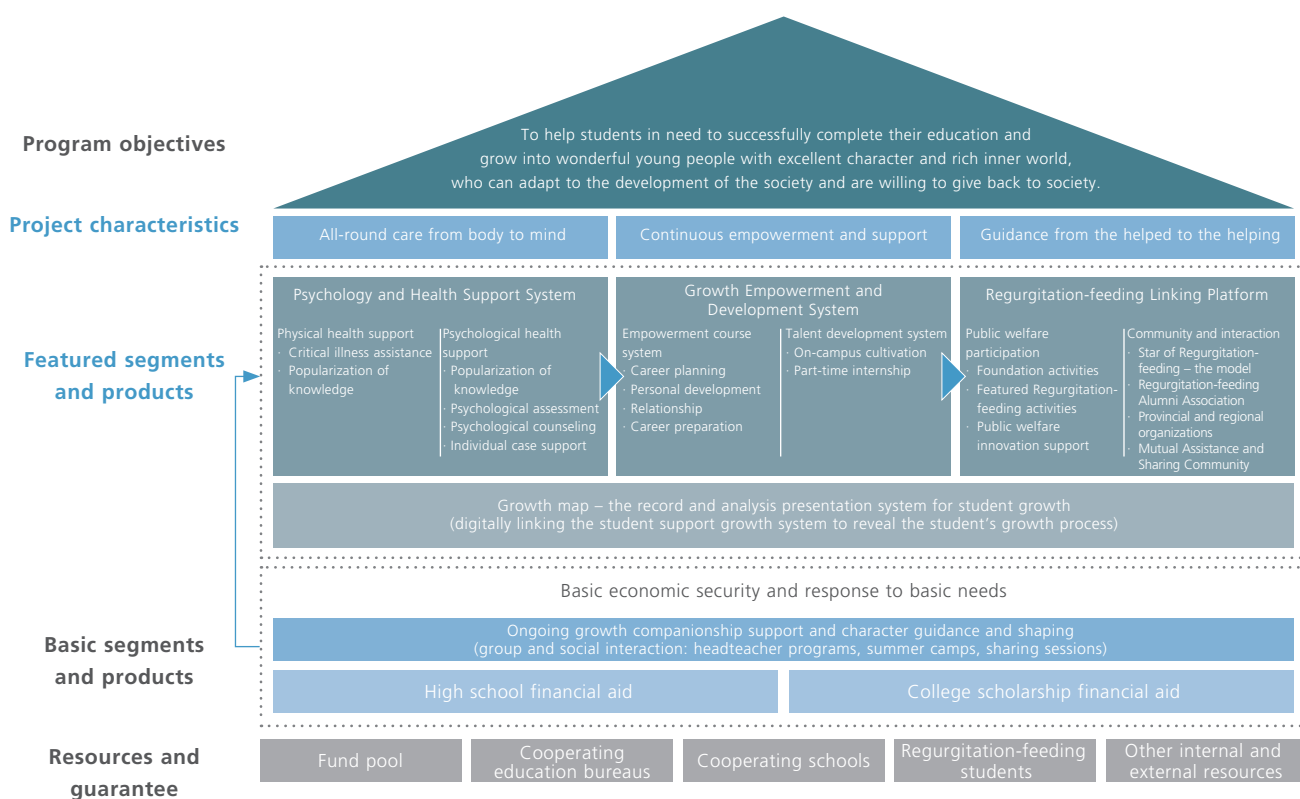 Program objectives
To help students in need to successfully complete their education and
grow into wonderful young people with excellent character and rich inner world,
who can adapt to the development of the society and are willing to give back to society.
Project characteristics
All-round care from body to mind
Continuous empowerment and support
Guidance from the helped to the helping
Featured segments
and products
Psychology and Health Support System
Physical health support
· Critical illness assistance
· Popularization of
knowledge
Psychological health
support
· Popularization of
knowledge
· Psychological assessment
· Psychological counseling
· Individual case support
Growth Empowerment and
Development System
Empowerment course
system
· Career planning
· Personal development
· Relationship
· Career preparation
Talent development system
· On-campus cultivation
· Part-time internship
Regurgitation-feeding Linking Platform
Public welfare
participation
· Foundation activities
· Featured Regurgitation-
feeding activities
· Public welfare
innovation support
Community and interaction
· Star of Regurgitation-
feeding – the model
· Regurgitation-feeding
Alumni Association
· Provincial and regional
organizations
· Mutual Assistance and
Sharing Community
Growth map – the record and analysis presentation system for student growth
(digitally linking the student support growth system to reveal the student’s growth process)
Basic segments
and products
Basic economic security and response to basic needs
Ongoing growth companionship support and character guidance and shaping
(group and social interaction: headteacher programs, summer camps, sharing sessions)
High school financial aid
College scholarship financial aid
Resources and
guarantee
Fund pool
Cooperating
education bureaus
Cooperating schools
Regurgitation-feeding
students
Other internal and
external resources